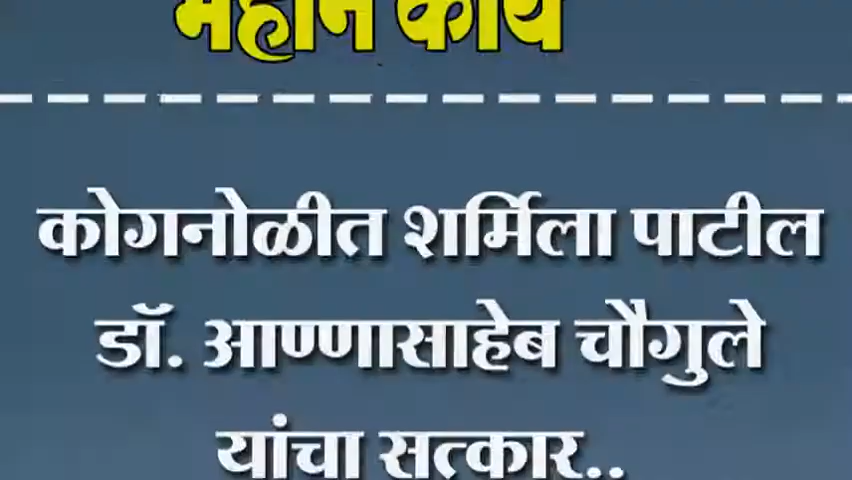 महान कार्य
कोगनोळीत शर्मिला पाटील
डॉ. आण्णासाहेब चौगुले
यांचा सत्कार..